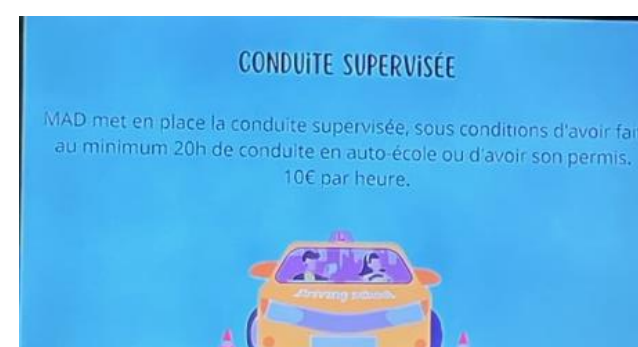 CONDUITE SUPERVISÉE
MAD met en place la conduite supervisée, sous conditions d'avoir fai
au minimum 20h de conduite en auto-école ou d'avoir son permis.
10€ par heure.
L
driving school